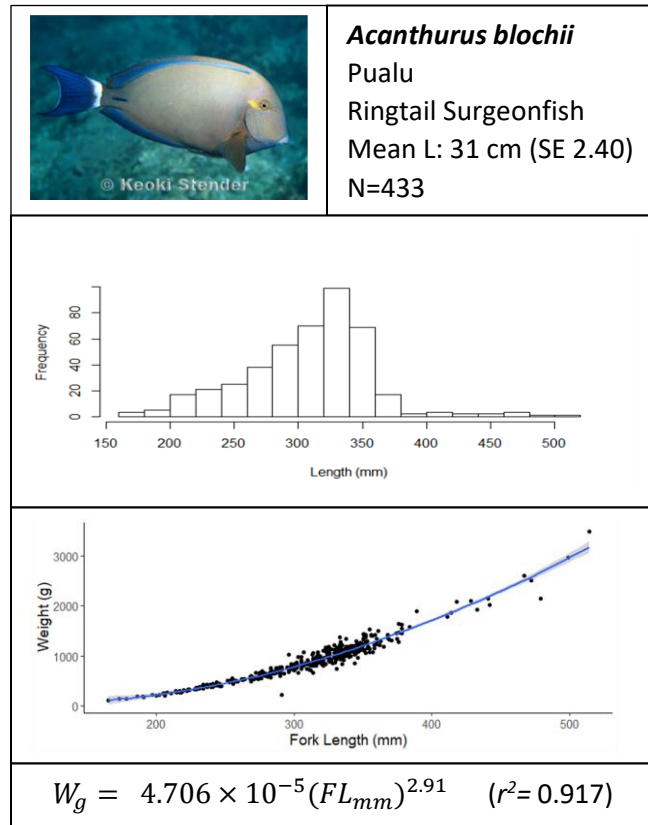 Acanthurus blochii
Pualu
Ringtail Surgeonfish
Mean L: 31 cm (SE 2.40)
N=433
© Keoki Stender
Frequency
0 20 40 60 80
150 200 250 300 350 400 450 500
Length (mm)
Weight (g)
3000
2000
1000
0
200 300 400 500
Fork Length (mm)
W_g = 4.706 × 10⁻⁵(FL_mm)^2.91 (r²= 0.917)